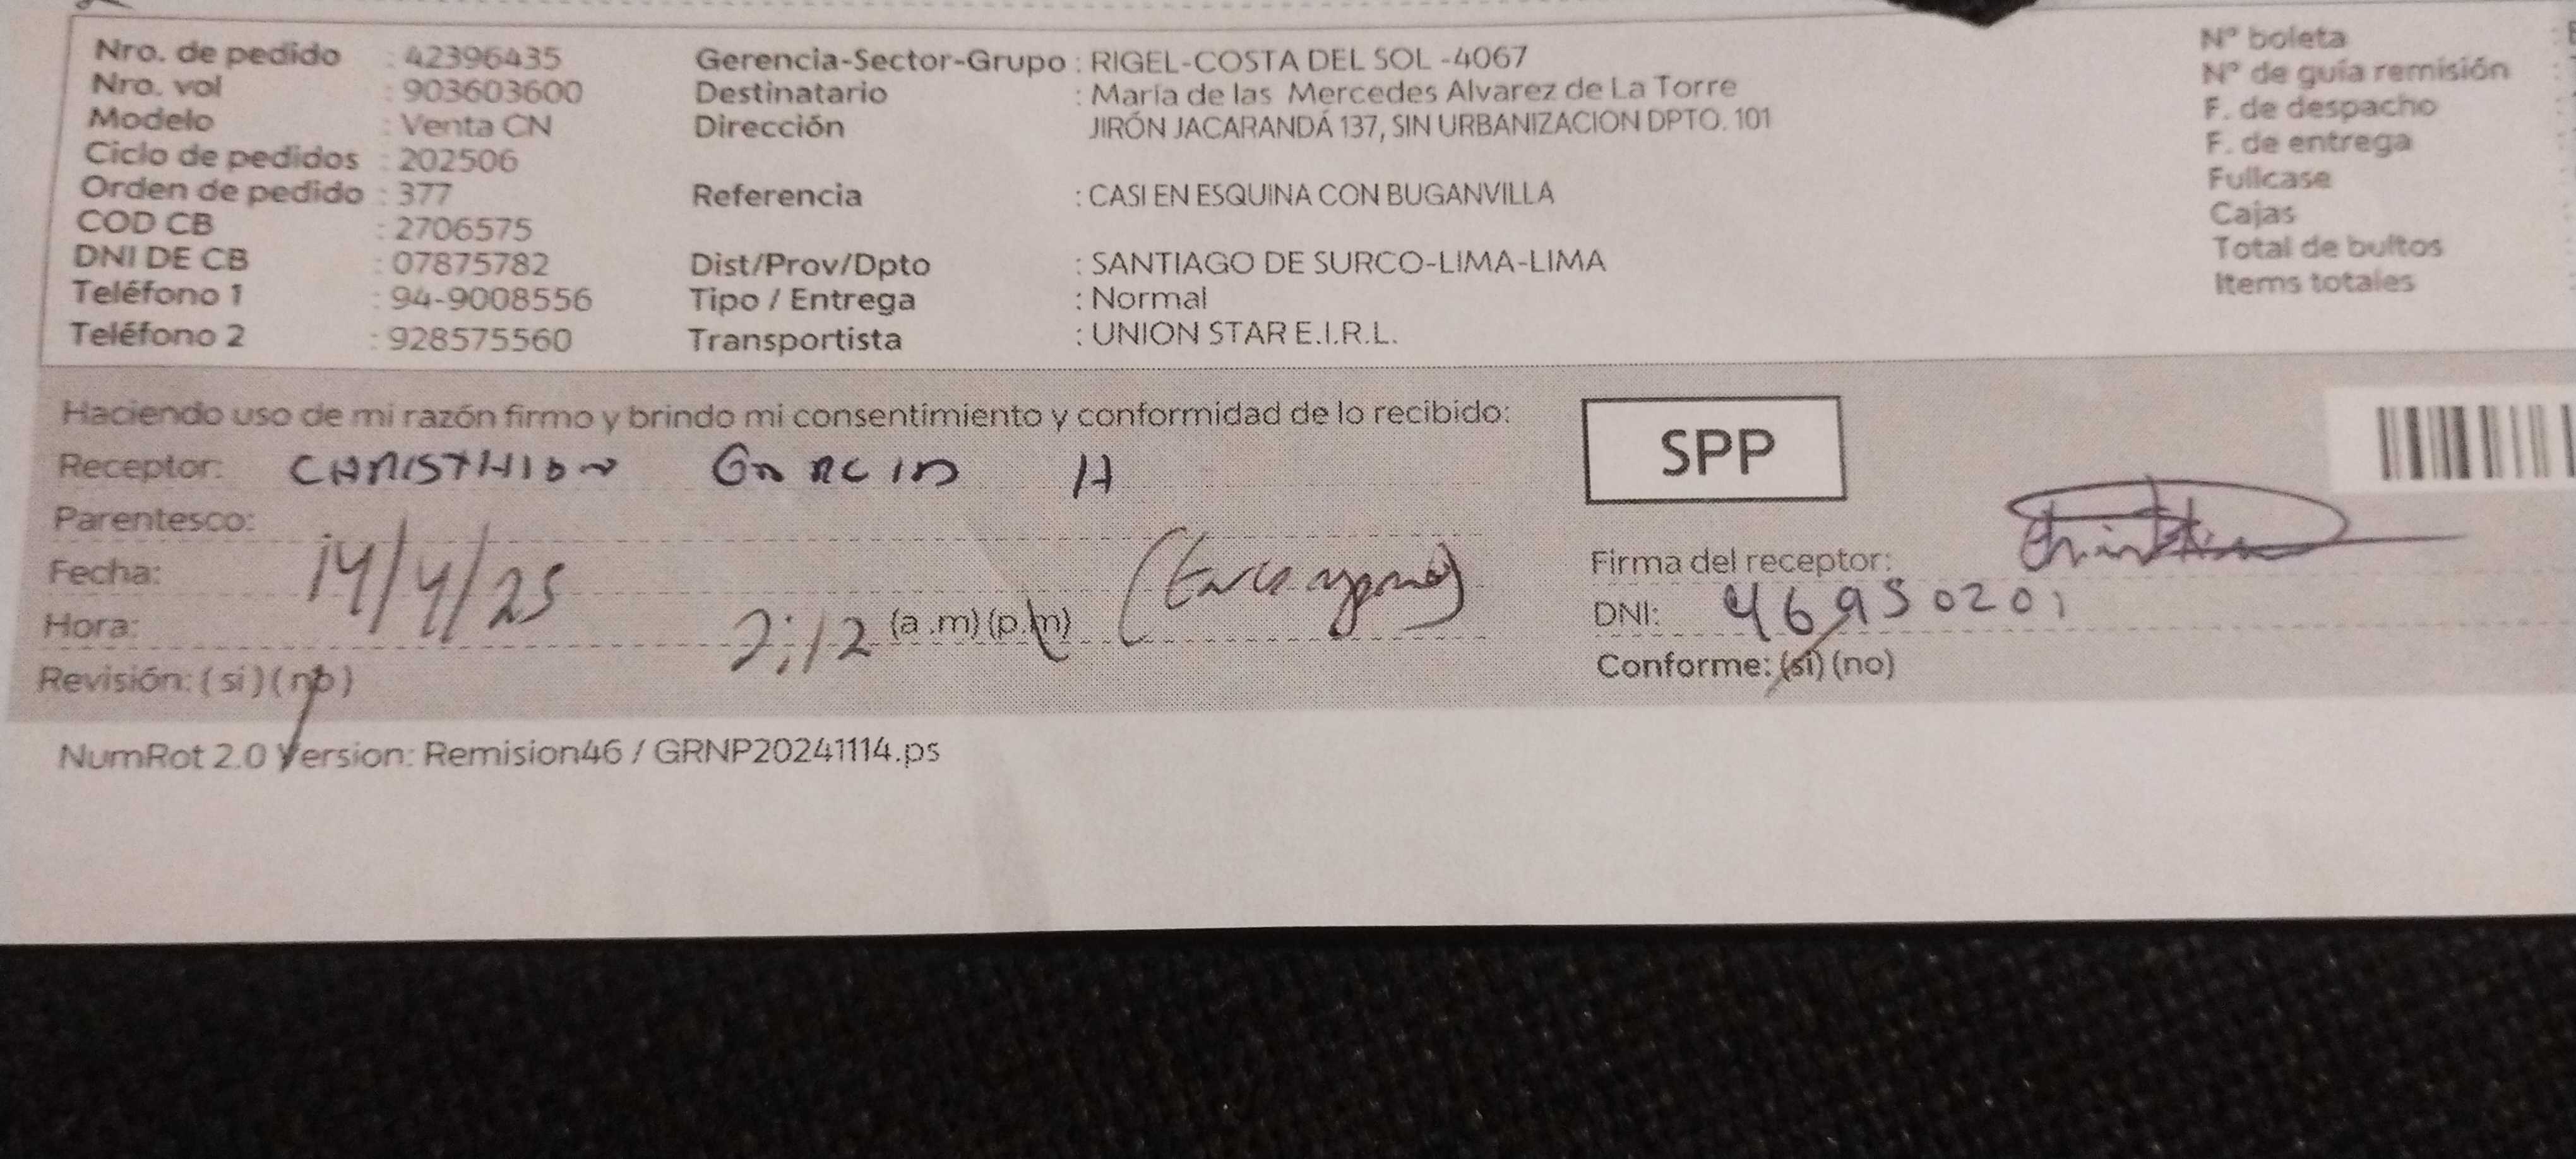 Nro. de pedido : 42396435 Gerencia-Sector-Grupo : RIGEL-COSTA DEL SOL -4067 N° boleta
Nro. vol : 903603600 Destinatario : María de las Mercedes Alvarez de La Torre N° de guía remisión
Modelo : Venta CN Dirección JIRÓN JACARANDÁ 137, SIN URBANIZACION DPTO. 101 F. de despacho
Ciclo de pedidos : 202506 F. de entrega
Orden de pedido : 377 Referencia : CASI EN ESQUINA CON BUGANVILLA Fullcase
COD CB : 2706575 Cajas
DNI DE CB : 07875782 Dist/Prov/Dpto : SANTIAGO DE SURCO-LIMA-LIMA Total de bultos
Teléfono 1 : 94-9008556 Tipo / Entrega : Normal Items totales
Teléfono 2 : 928575560 Transportista : UNION STAR E.I.R.L.
Haciendo uso de mi razón firmo y brindo mi consentimiento y conformidad de lo recibido:
SPP
Receptor: CHRISTHIAN GARCIA H
Parentesco:
Fecha: 14/4/25 Firma del receptor:
Hora: 2:12 (a .m) (p.m) DNI: 46950201
Revisión: ( si ) ( no ) Conforme: (si) (no)
NumRot 2.0 Version: Remision46 / GRNP20241114.ps